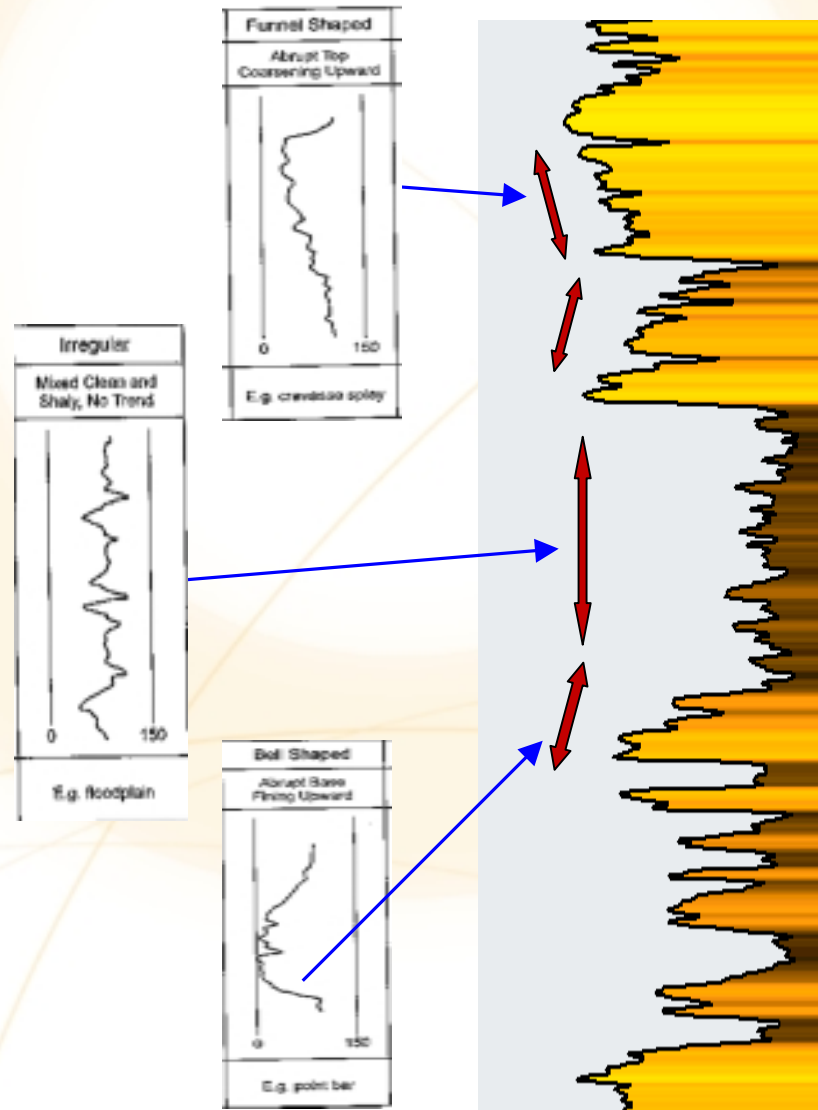 Funnel Shaped
Abrupt Top
Coarsening Upward
0 150
E.g. crevasse splay
Irregular
Mixed Clean and
Shaly, No Trend
0 150
E.g. floodplain
Bell Shaped
Abrupt Base
Fining Upward
0 150
E.g. point bar